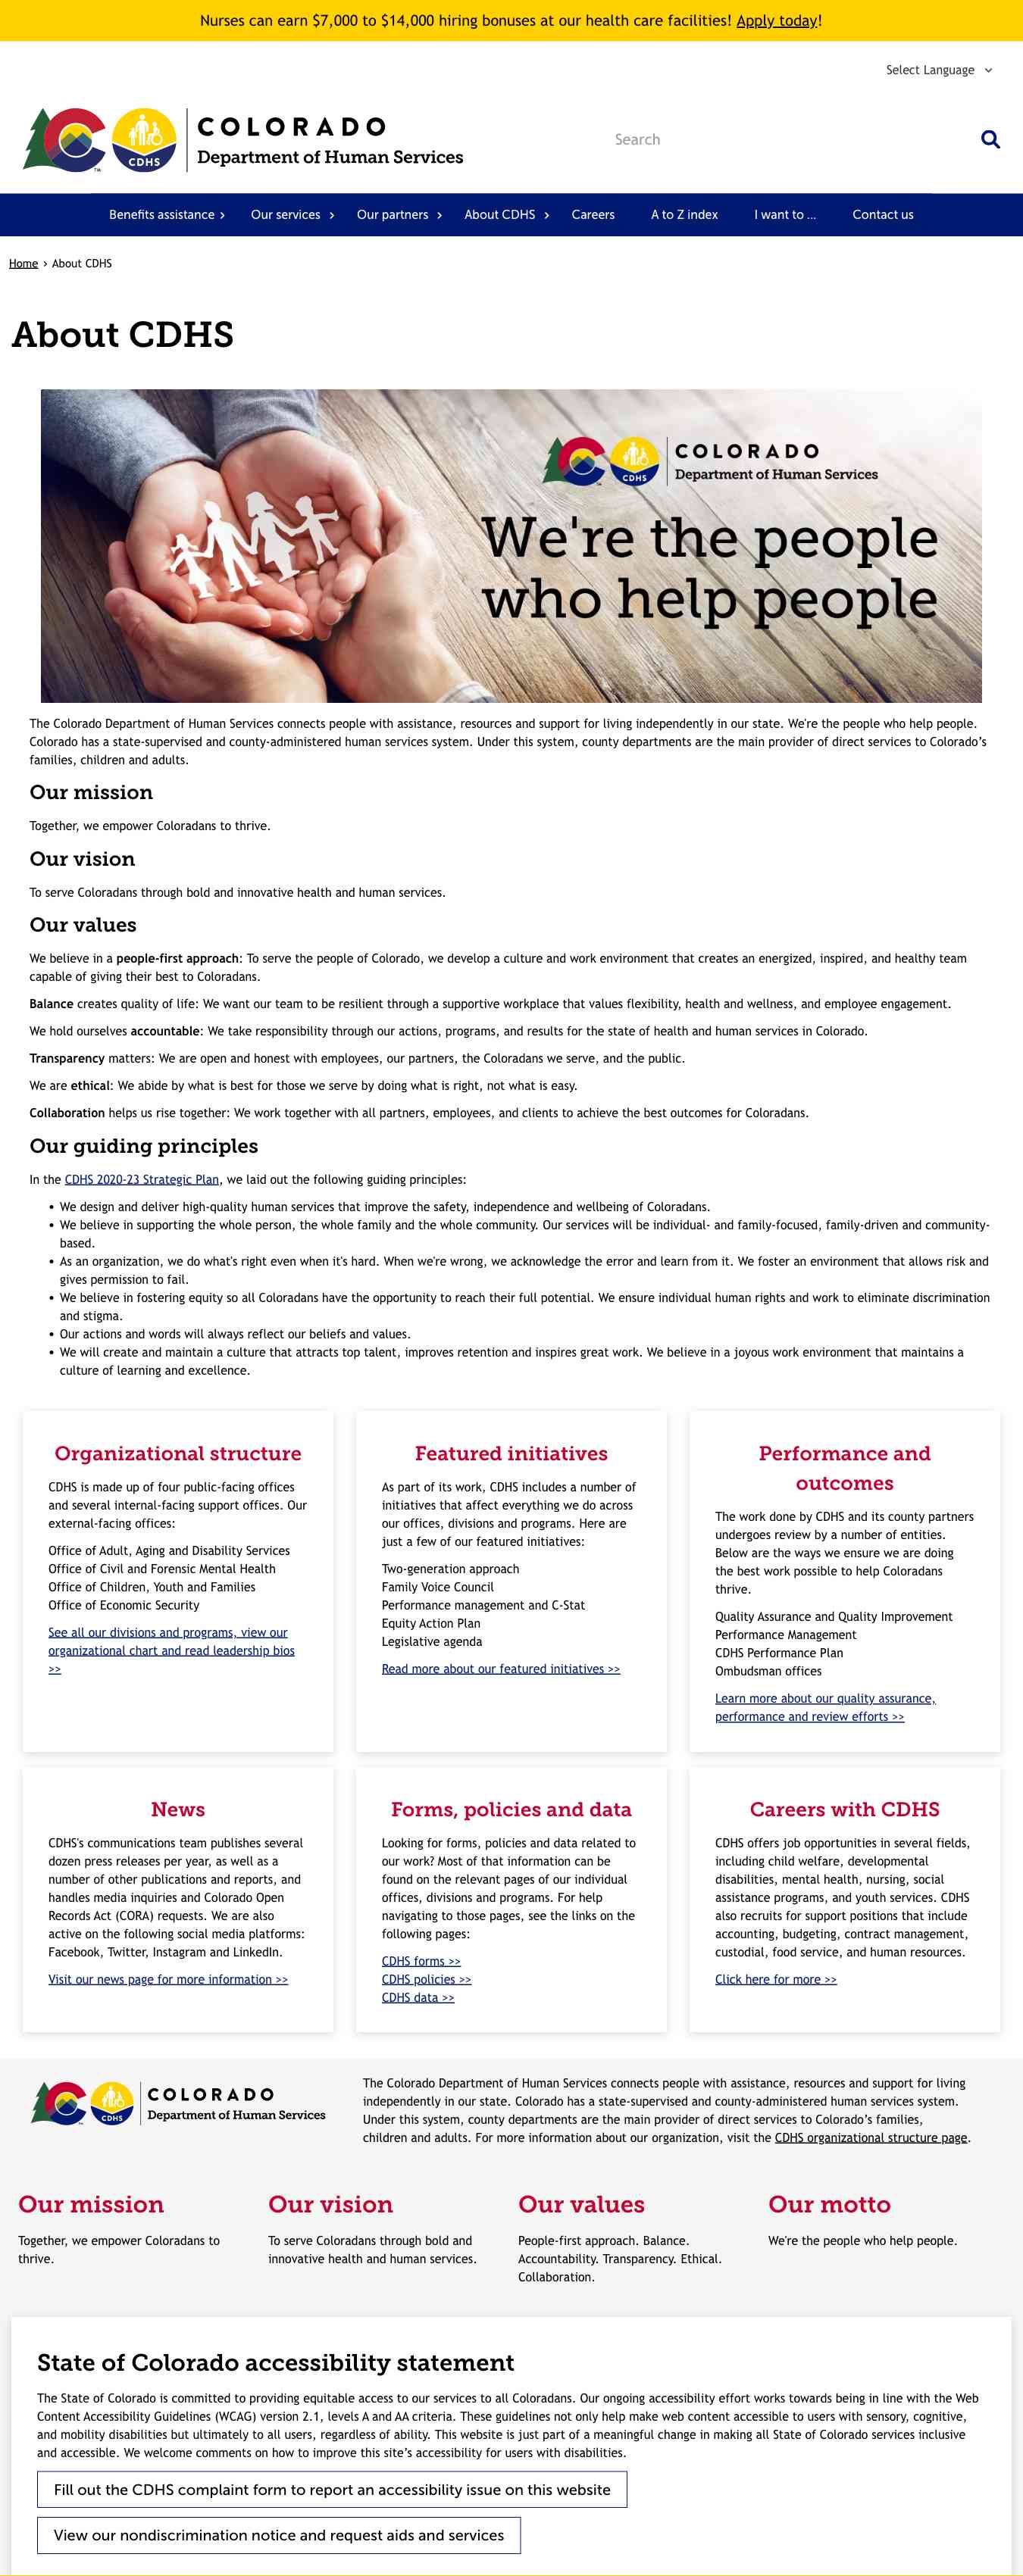 Nurses can earn $7,000 to $14,000 hiring bonuses at our health care facilities! Apply today!
Select Language
CDHS
TM
COLORADO
Department of Human Services
Search
Benefits assistance › Our services › Our partners › About CDHS › Careers A to Z index I want to ... Contact us
Home › About CDHS
About CDHS
CDHS
COLORADO
Department of Human Services
We're the people
who help people
The Colorado Department of Human Services connects people with assistance, resources and support for living independently in our state. We're the people who help people.
Colorado has a state-supervised and county-administered human services system. Under this system, county departments are the main provider of direct services to Colorado’s
families, children and adults.
Our mission
Together, we empower Coloradans to thrive.
Our vision
To serve Coloradans through bold and innovative health and human services.
Our values
We believe in a people-first approach: To serve the people of Colorado, we develop a culture and work environment that creates an energized, inspired, and healthy team
capable of giving their best to Coloradans.
Balance creates quality of life: We want our team to be resilient through a supportive workplace that values flexibility, health and wellness, and employee engagement.
We hold ourselves accountable: We take responsibility through our actions, programs, and results for the state of health and human services in Colorado.
Transparency matters: We are open and honest with employees, our partners, the Coloradans we serve, and the public.
We are ethical: We abide by what is best for those we serve by doing what is right, not what is easy.
Collaboration helps us rise together: We work together with all partners, employees, and clients to achieve the best outcomes for Coloradans.
Our guiding principles
In the CDHS 2020-23 Strategic Plan, we laid out the following guiding principles:
• We design and deliver high-quality human services that improve the safety, independence and wellbeing of Coloradans.
• We believe in supporting the whole person, the whole family and the whole community. Our services will be individual- and family-focused, family-driven and community-
based.
• As an organization, we do what's right even when it's hard. When we're wrong, we acknowledge the error and learn from it. We foster an environment that allows risk and
gives permission to fail.
• We believe in fostering equity so all Coloradans have the opportunity to reach their full potential. We ensure individual human rights and work to eliminate discrimination
and stigma.
• Our actions and words will always reflect our beliefs and values.
• We will create and maintain a culture that attracts top talent, improves retention and inspires great work. We believe in a joyous work environment that maintains a
culture of learning and excellence.
Organizational structure
CDHS is made up of four public-facing offices
and several internal-facing support offices. Our
external-facing offices:
Office of Adult, Aging and Disability Services
Office of Civil and Forensic Mental Health
Office of Children, Youth and Families
Office of Economic Security
See all our divisions and programs, view our
organizational chart and read leadership bios
>>
Featured initiatives
As part of its work, CDHS includes a number of
initiatives that affect everything we do across
our offices, divisions and programs. Here are
just a few of our featured initiatives:
Two-generation approach
Family Voice Council
Performance management and C-Stat
Equity Action Plan
Legislative agenda
Read more about our featured initiatives >>
Performance and
outcomes
The work done by CDHS and its county partners
undergoes review by a number of entities.
Below are the ways we ensure we are doing
the best work possible to help Coloradans
thrive.
Quality Assurance and Quality Improvement
Performance Management
CDHS Performance Plan
Ombudsman offices
Learn more about our quality assurance,
performance and review efforts >>
News
CDHS's communications team publishes several
dozen press releases per year, as well as a
number of other publications and reports, and
handles media inquiries and Colorado Open
Records Act (CORA) requests. We are also
active on the following social media platforms:
Facebook, Twitter, Instagram and LinkedIn.
Visit our news page for more information >>
Forms, policies and data
Looking for forms, policies and data related to
our work? Most of that information can be
found on the relevant pages of our individual
offices, divisions and programs. For help
navigating to those pages, see the links on the
following pages:
CDHS forms >>
CDHS policies >>
CDHS data >>
Careers with CDHS
CDHS offers job opportunities in several fields,
including child welfare, developmental
disabilities, mental health, nursing, social
assistance programs, and youth services. CDHS
also recruits for support positions that include
accounting, budgeting, contract management,
custodial, food service, and human resources.
Click here for more >>
CDHS
COLORADO
Department of Human Services
The Colorado Department of Human Services connects people with assistance, resources and support for living
independently in our state. Colorado has a state-supervised and county-administered human services system.
Under this system, county departments are the main provider of direct services to Colorado’s families,
children and adults. For more information about our organization, visit the CDHS organizational structure page.
Our mission
Together, we empower Coloradans to
thrive.
Our vision
To serve Coloradans through bold and
innovative health and human services.
Our values
People-first approach. Balance.
Accountability. Transparency. Ethical.
Collaboration.
Our motto
We're the people who help people.
State of Colorado accessibility statement
The State of Colorado is committed to providing equitable access to our services to all Coloradans. Our ongoing accessibility effort works towards being in line with the Web
Content Accessibility Guidelines (WCAG) version 2.1, levels A and AA criteria. These guidelines not only help make web content accessible to users with sensory, cognitive,
and mobility disabilities but ultimately to all users, regardless of ability. This website is just part of a meaningful change in making all State of Colorado services inclusive
and accessible. We welcome comments on how to improve this site’s accessibility for users with disabilities.
Fill out the CDHS complaint form to report an accessibility issue on this website
View our nondiscrimination notice and request aids and services